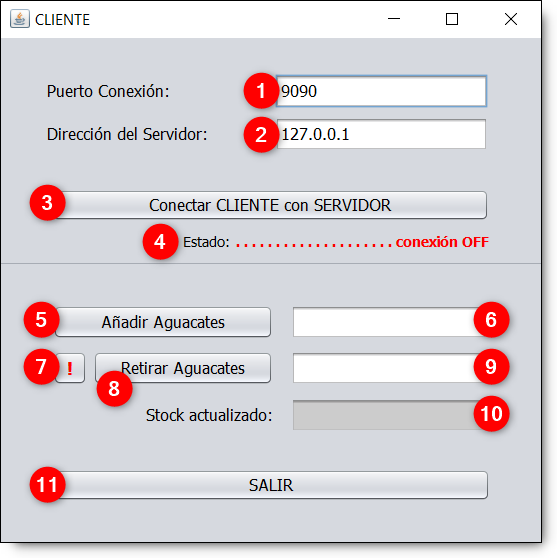 CLIENTE
Puerto Conexión: 1 9090
Dirección del Servidor: 2 127.0.0.1
3 Conectar CLIENTE con SERVIDOR
4 Estado: . . . . . . . . . . . . . . . . . . . . conexión OFF
5 Añadir Aguacates 6
7 ! Retirar Aguacates 9
8
Stock actualizado: 10
11 SALIR